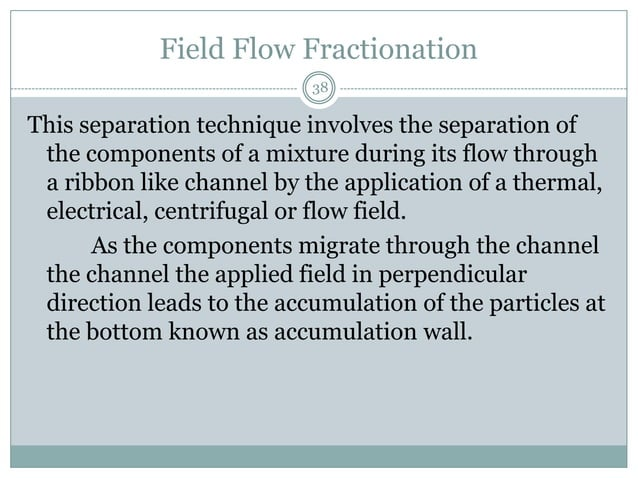 Field Flow Fractionation
38
This separation technique involves the separation of
the components of a mixture during its flow through
a ribbon like channel by the application of a thermal,
electrical, centrifugal or flow field.
As the components migrate through the channel
the channel the applied field in perpendicular
direction leads to the accumulation of the particles at
the bottom known as accumulation wall.